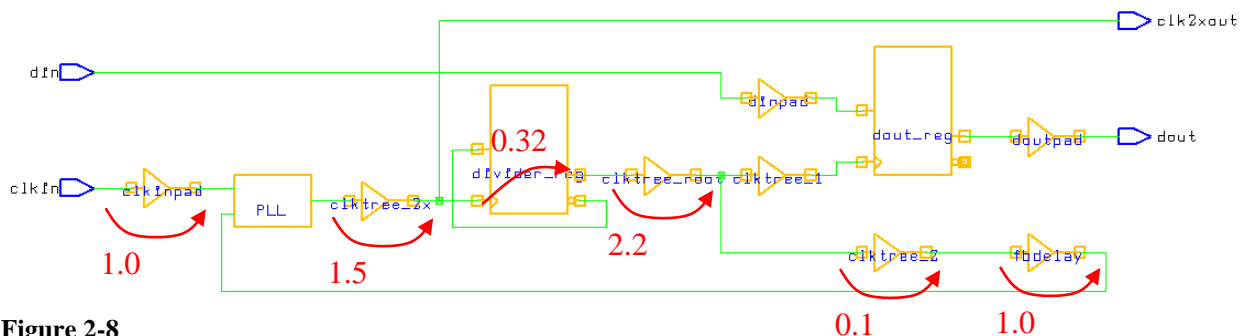 clk2xout
din
dinpad
dout_reg
doutpad
dout
0.32
clkin
clkinpad
PLL
clktree_2x
divider_reg
clktree_root
clktree_1
1.0
1.5
2.2
clktree_2
fbdelay
0.1
1.0
Figure 2-8